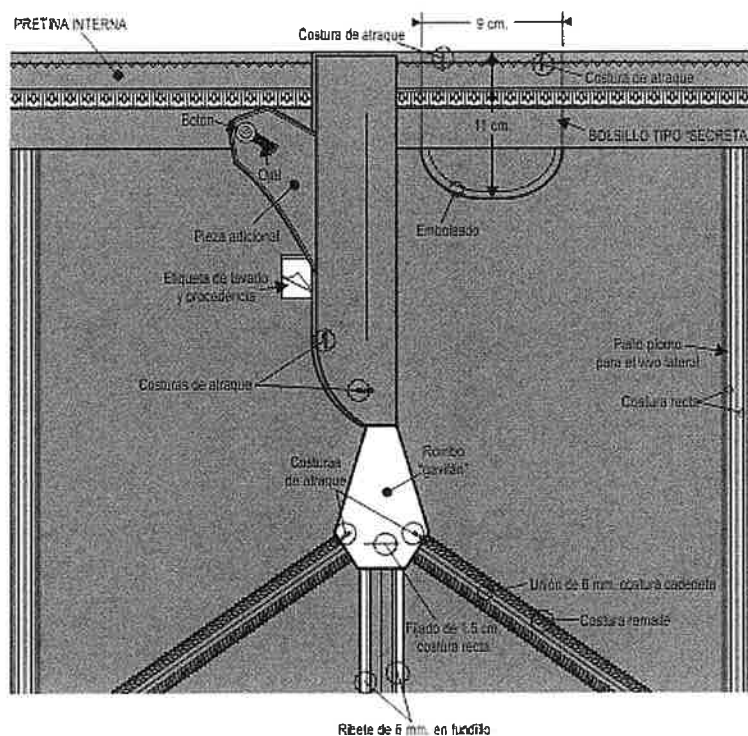 PRETINA INTERNA
9 cm.
Costura de atraque
Costura de atraque
Boton
11 cm.
BOLSILLO TIPO "SECRETA
Ojal
Pieza adicional
Embolsado
Etiqueta de lavado
y procedencia
Paño plomo
para el vivo lateral
Costuras de atraque
Costura recta
Costuras
de atraque
Rombo
"gavilán"
Unión de 6 mm. costura cadeneta
Costura remalle
Fijado de 1.5 cm.
costura recta
Ribete de 6 mm. en fundillo